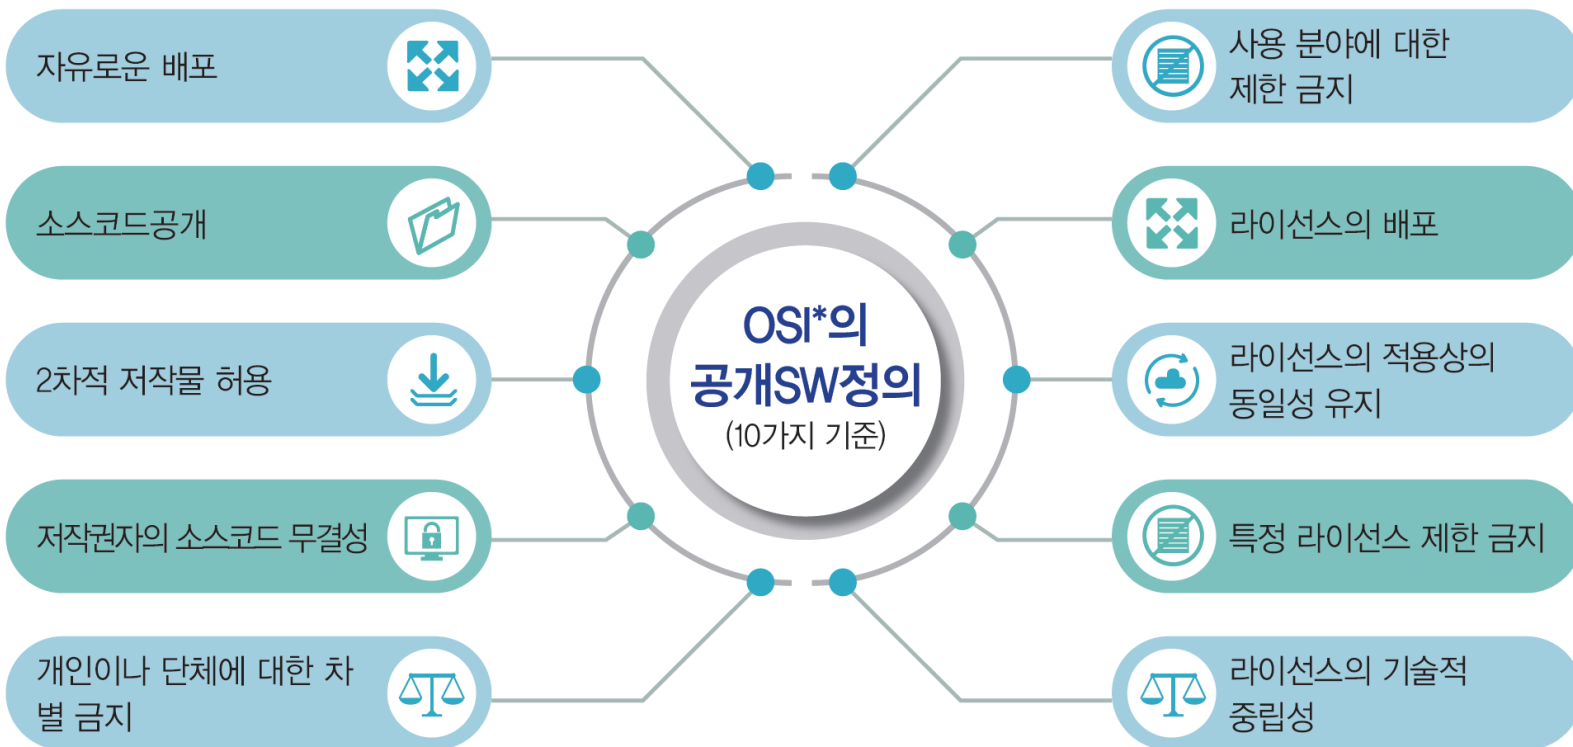 자유로운 배포
소스코드공개
2차적 저작물 허용
저작권자의 소스코드 무결성
개인이나 단체에 대한 차
별 금지
OSI*의
공개SW정의
(10가지 기준)
사용 분야에 대한
제한 금지
라이선스의 배포
라이선스의 적용상의
동일성 유지
특정 라이선스 제한 금지
라이선스의 기술적
중립성